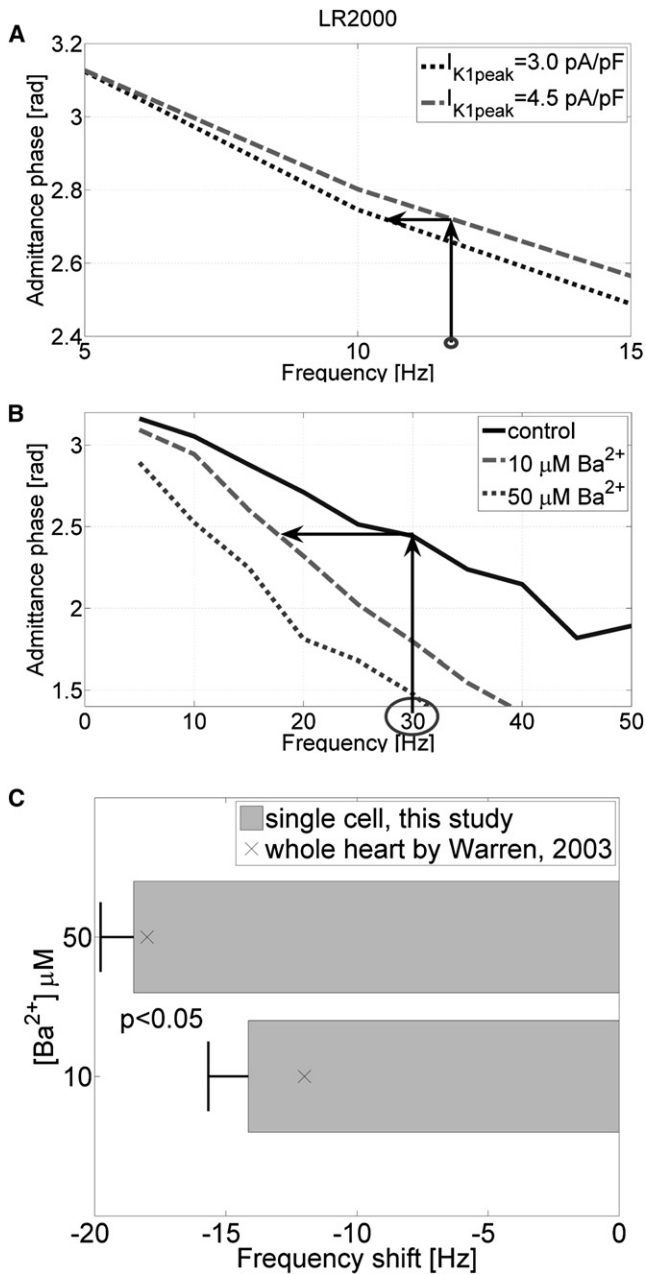 LR2000
A
3.2
3
2.8
2.6
2.4
Admittance phase [rad]
I_K1peak=3.0 pA/pF
I_K1peak=4.5 pA/pF
5
10
15
Frequency [Hz]
B
3
2.5
2
1.5
Admittance phase [rad]
control
10 µM Ba²⁺
50 µM Ba²⁺
0
10
20
30
40
50
Frequency [Hz]
C
single cell, this study
whole heart by Warren, 2003
50
p<0.05
10
[Ba²⁺] µM
-20
-15
-10
-5
0
Frequency shift [Hz]